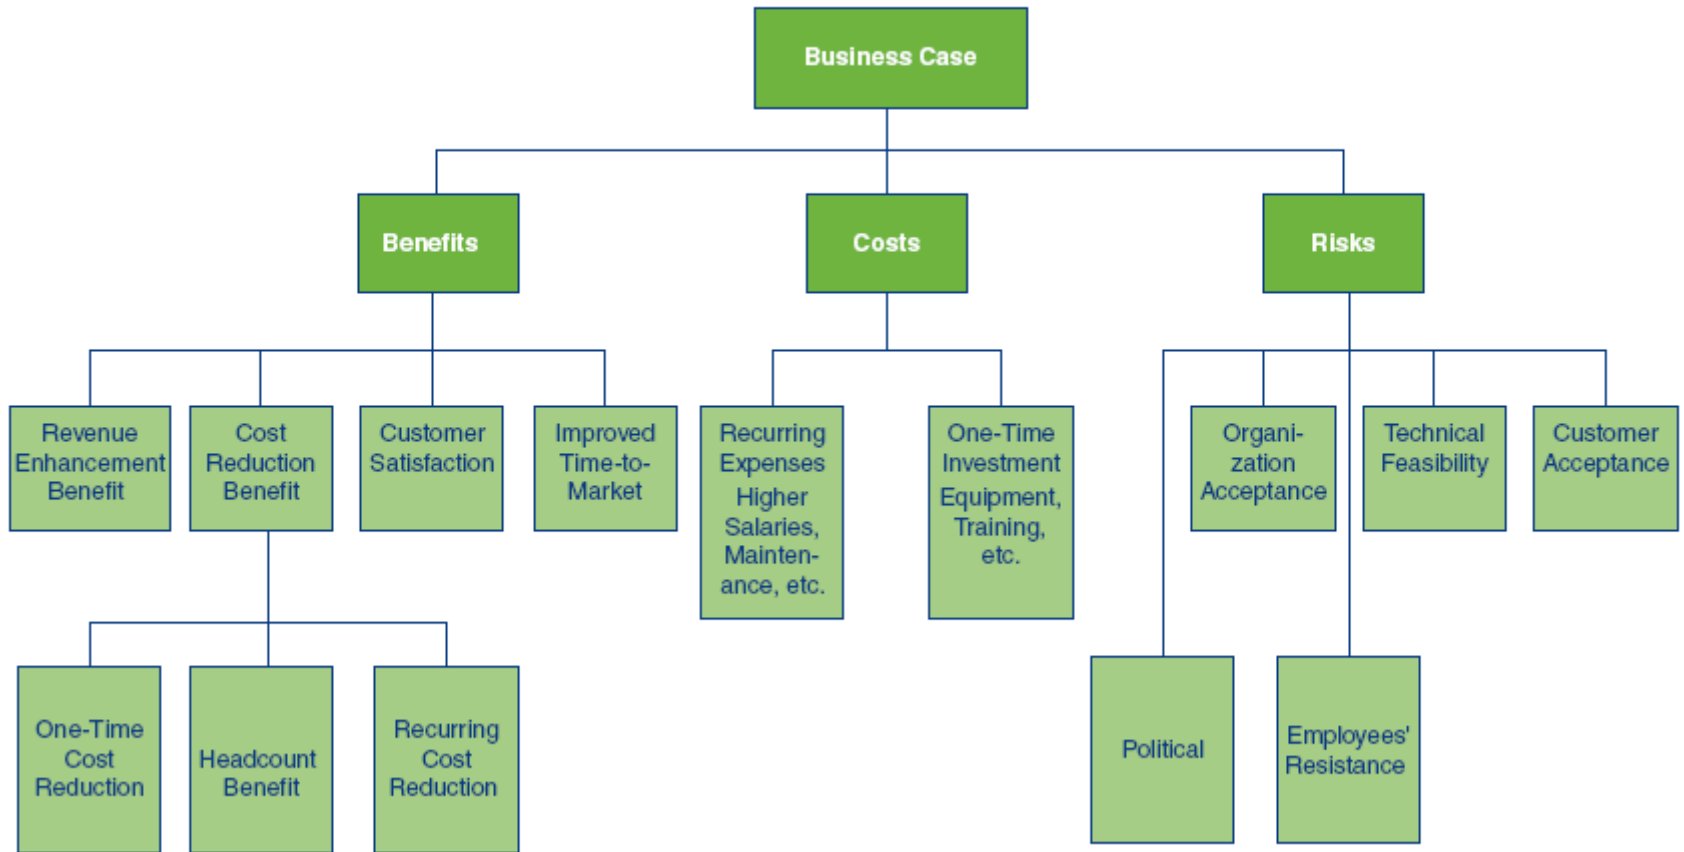 Business Case
Benefits
Costs
Risks
Revenue
Enhancement
Benefit
Cost
Reduction
Benefit
Customer
Satisfaction
Improved
Time-to-
Market
Recurring
Expenses
Higher
Salaries,
Mainten-
ance, etc.
One-Time
Investment
Equipment,
Training,
etc.
Organi-
zation
Acceptance
Technical
Feasibility
Customer
Acceptance
One-Time
Cost
Reduction
Headcount
Benefit
Recurring
Cost
Reduction
Political
Employees'
Resistance